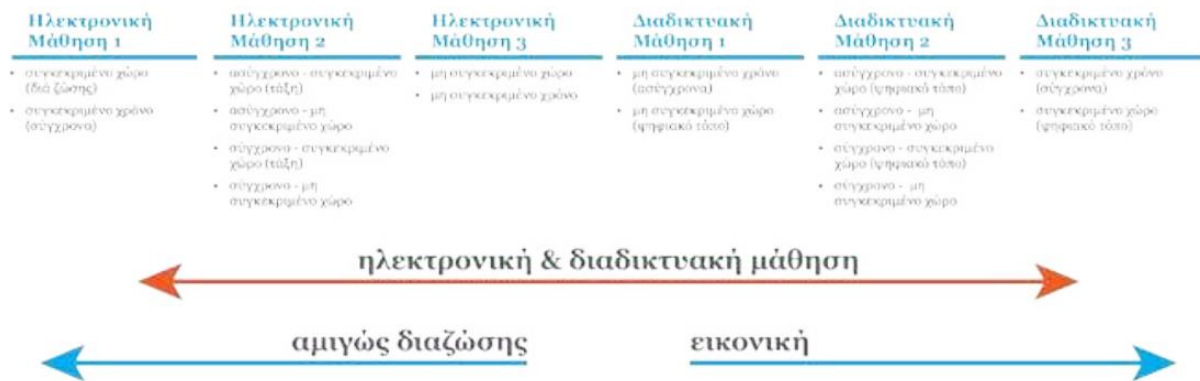 Ηλεκτρονική
Μάθηση 1
• συγκεκριμένο χώρο
(διά ζώσης)
• συγκεκριμένο χρόνο
(σύγχρονα)
Ηλεκτρονική
Μάθηση 2
• ασύγχρονο - συγκεκριμένο
χώρο (τάξη)
• ασύγχρονο - μη
συγκεκριμένο χώρο
• σύγχρονο - συγκεκριμένο
χώρο (τάξη)
• σύγχρονο - μη
συγκεκριμένο χώρο
Ηλεκτρονική
Μάθηση 3
• μη συγκεκριμένο χώρο
• μη συγκεκριμένο χρόνο
Διαδικτυακή
Μάθηση 1
• μη συγκεκριμένο χρόνο
(ασύγχρονα)
• μη συγκεκριμένο χώρο
(ψηφιακό τόπο)
Διαδικτυακή
Μάθηση 2
• ασύγχρονο - συγκεκριμένο
χώρο (ψηφιακό τόπο)
• ασύγχρονο - μη
συγκεκριμένο χώρο
• σύγχρονο - συγκεκριμένο
χώρο (ψηφιακό τόπο)
• σύγχρονο - μη
συγκεκριμένο χώρο
Διαδικτυακή
Μάθηση 3
• συγκεκριμένο χρόνο
(σύγχρονα)
• συγκεκριμένο χώρο
(ψηφιακό τόπο)
ηλεκτρονική & διαδικτυακή μάθηση
αμιγώς διαζώσης
εικονική